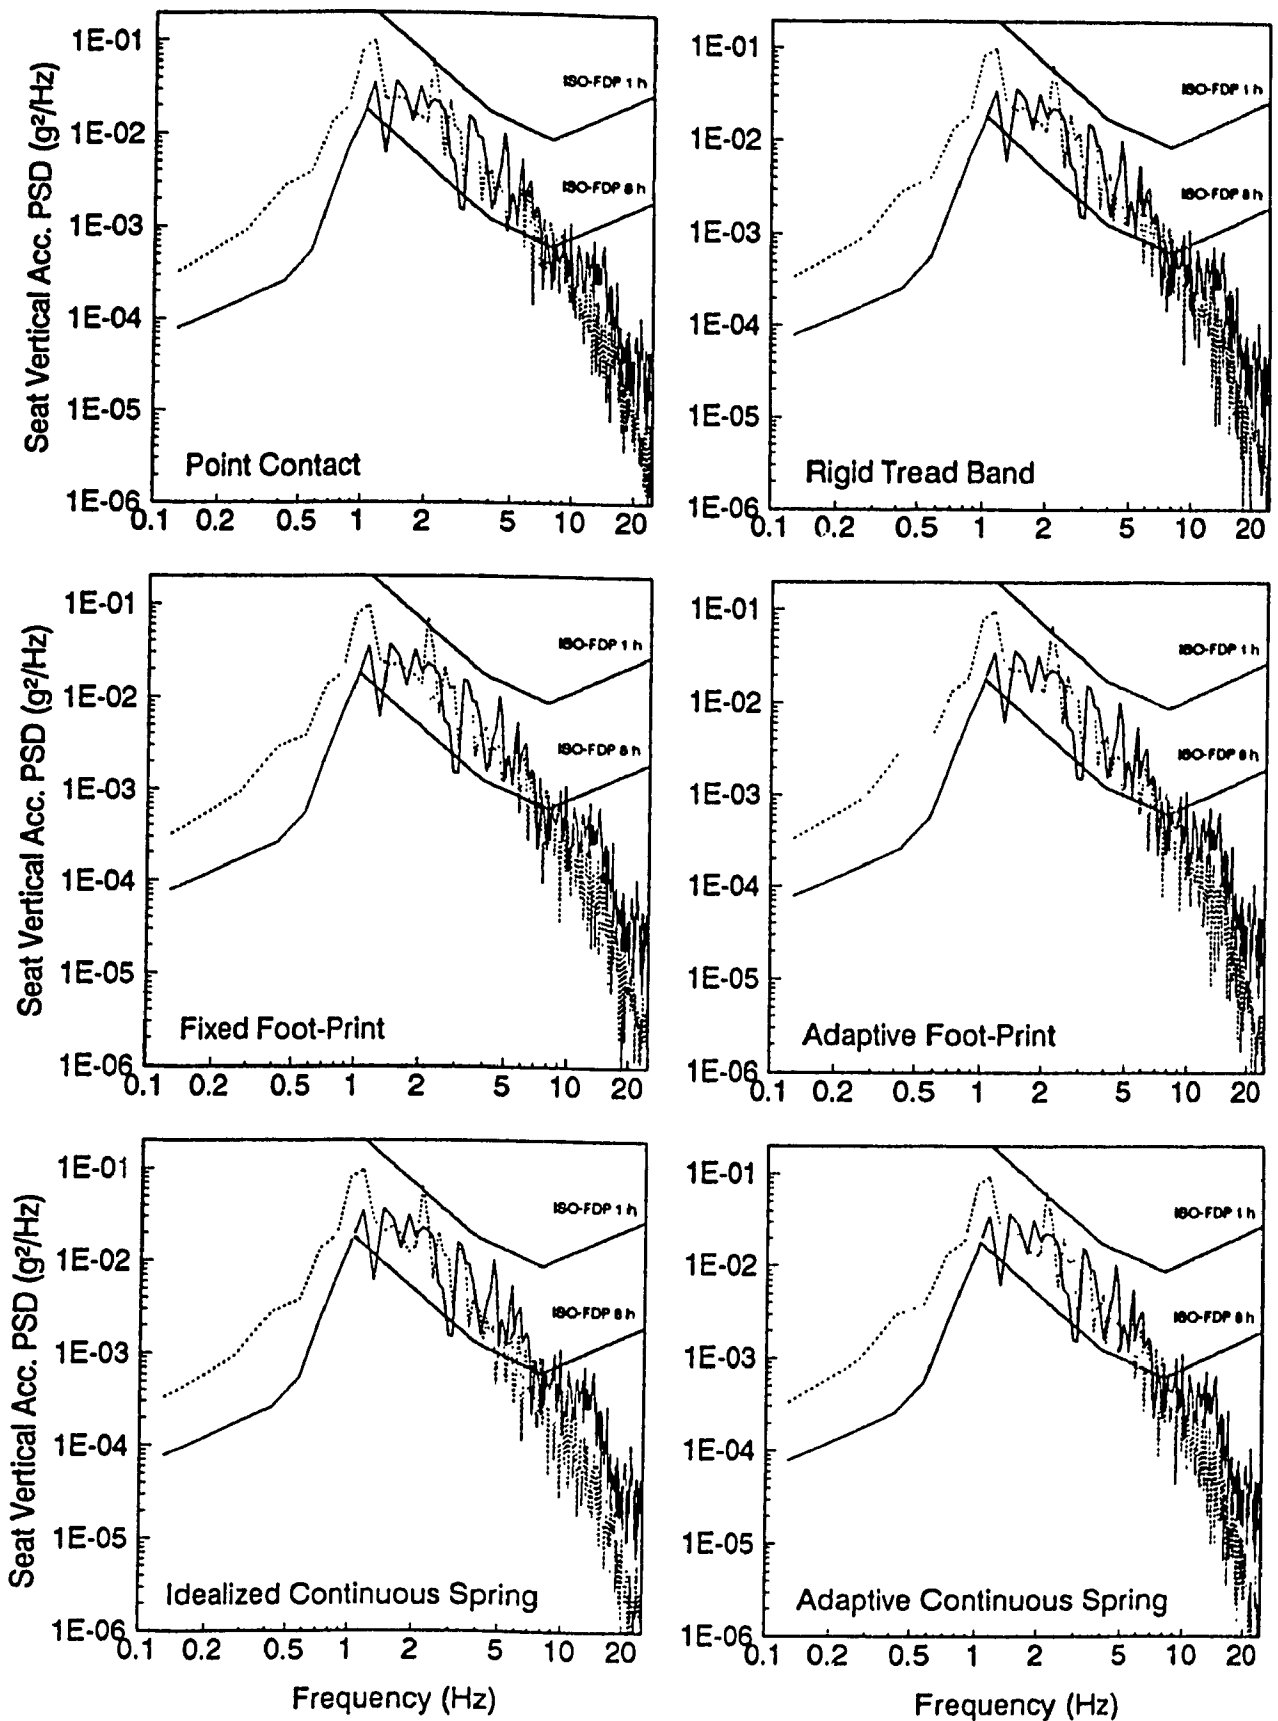 Seat Vertical Acc. PSD (g²/Hz)
1E-01
1E-02
1E-03
1E-04
1E-05
1E-06
ISO-FDP 1 h
ISO-FDP 8 h
Point Contact
0.1 0.2 0.5 1 2 5 10 20
1E-01
1E-02
1E-03
1E-04
1E-05
1E-06
ISO-FDP 1 h
ISO-FDP 8 h
Rigid Tread Band
0.1 0.2 0.5 1 2 5 10 20
Seat Vertical Acc. PSD (g²/Hz)
1E-01
1E-02
1E-03
1E-04
1E-05
1E-06
ISO-FDP 1 h
ISO-FDP 8 h
Fixed Foot-Print
0.1 0.2 0.5 1 2 5 10 20
1E-01
1E-02
1E-03
1E-04
1E-05
1E-06
ISO-FDP 1 h
ISO-FDP 8 h
Adaptive Foot-Print
0.1 0.2 0.5 1 2 5 10 20
Seat Vertical Acc. PSD (g²/Hz)
1E-01
1E-02
1E-03
1E-04
1E-05
1E-06
ISO-FDP 1 h
ISO-FDP 8 h
Idealized Continuous Spring
0.1 0.2 0.5 1 2 5 10 20
Frequency (Hz)
1E-01
1E-02
1E-03
1E-04
1E-05
1E-06
ISO-FDP 1 h
ISO-FDP 8 h
Adaptive Continuous Spring
0.1 0.2 0.5 1 2 5 10 20
Frequency (Hz)